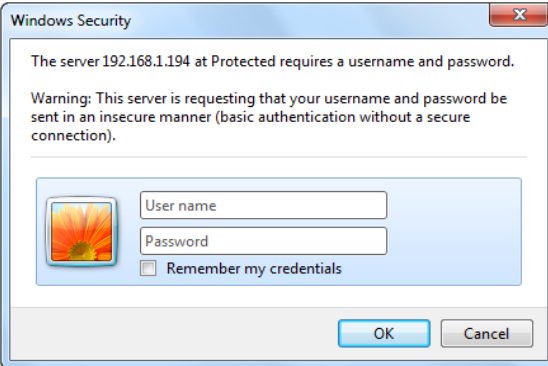 Windows Security
The server 192.168.1.194 at Protected requires a username and password.
Warning: This server is requesting that your username and password be
sent in an insecure manner (basic authentication without a secure
connection).
User name
Password
Remember my credentials
OK
Cancel